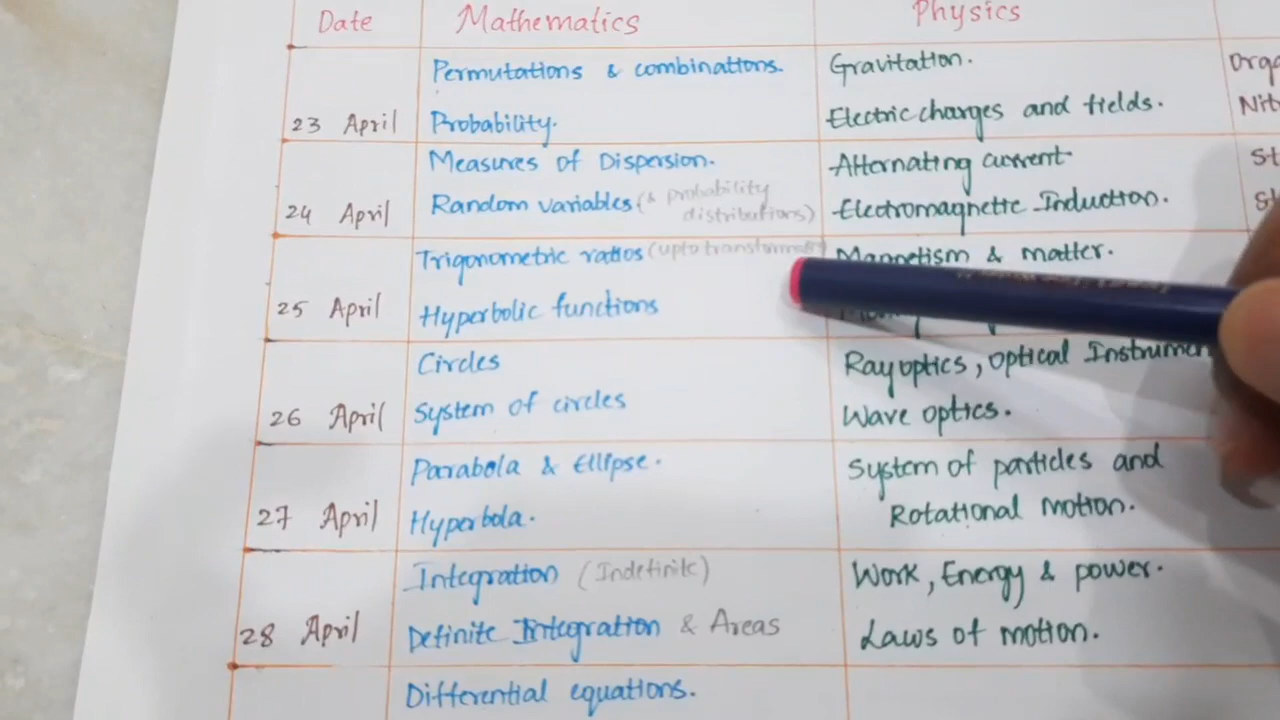 Date Mathematics Physics
Permutations & combinations. Gravitation.
23 April Probability. Electric charges and fields.
Measures of Dispersion. Alternating current
24 April Random variables (& probability distributions) Electromagnetic Induction.
Trigonometric ratios (upto Magnetism & matter.
25 April Hyperbolic functions
Circles Ray optics, Optical
26 April System of circles Wave optics.
Parabola & Ellipse. System of particles and
27 April Hyperbola. Rotational motion.
Integration (Indefinite) Work, Energy & power.
28 April Definite Integration & Areas Laws of motion.
Differential equations.